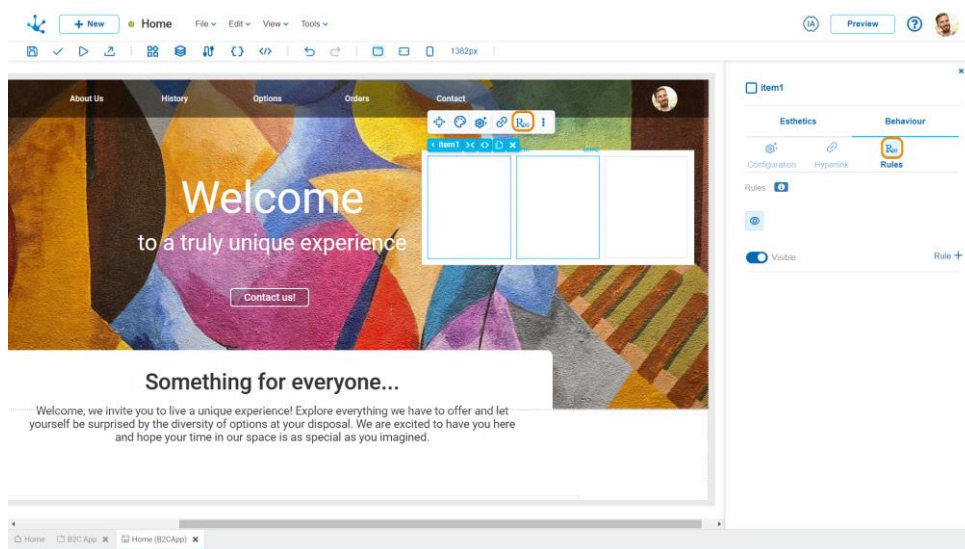 + New
Home
File
Edit
View
Tools
IA
Preview
?
1382px
About Us
History
Options
Orders
Contact
item1
Welcome
to a truly unique experience
Contact us!
Something for everyone...
Welcome, we invite you to live a unique experience! Explore everything we have to offer and let
yourself be surprised by the diversity of options at your disposal. We are excited to have you here
and hope your time in our space is as special as you imagined.
item1
Esthetics
Behaviour
Configuration
Hyperlink
Rules
Rules
Visible
Rule +
Home
B2C App
Home (B2CApp)